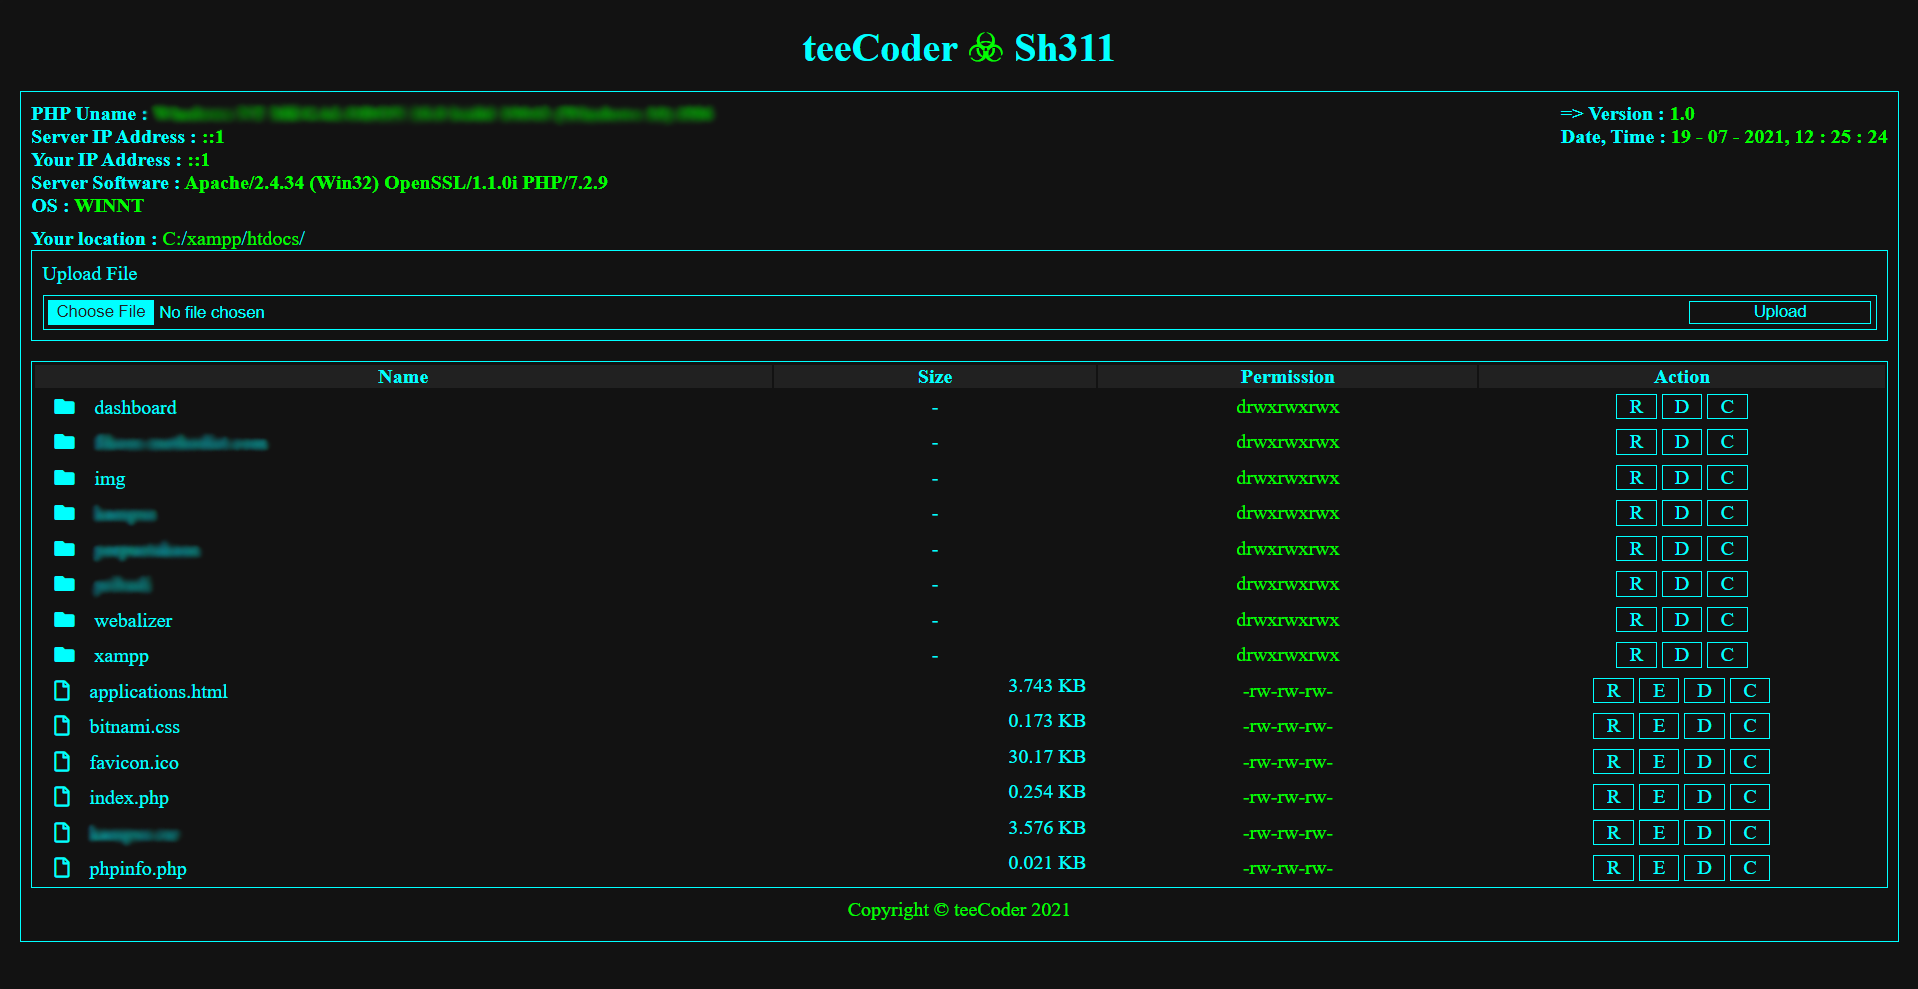 teeCoder ☣ Sh311
PHP Uname :
=> Version : 1.0
Server IP Address : ::1
Date, Time : 19 - 07 - 2021, 12 : 25 : 24
Your IP Address : ::1
Server Software : Apache/2.4.34 (Win32) OpenSSL/1.1.0i PHP/7.2.9
OS : WINNT
Your location : C:/xampp/htdocs/
Upload File
Choose File No file chosen Upload
Name Size Permission Action
dashboard - drwxrwxrwx R D C
- drwxrwxrwx R D C
img - drwxrwxrwx R D C
- drwxrwxrwx R D C
- drwxrwxrwx R D C
- drwxrwxrwx R D C
webalizer - drwxrwxrwx R D C
xampp - drwxrwxrwx R D C
applications.html 3.743 KB -rw-rw-rw- R E D C
bitnami.css 0.173 KB -rw-rw-rw- R E D C
favicon.ico 30.17 KB -rw-rw-rw- R E D C
index.php 0.254 KB -rw-rw-rw- R E D C
3.576 KB -rw-rw-rw- R E D C
phpinfo.php 0.021 KB -rw-rw-rw- R E D C
Copyright © teeCoder 2021